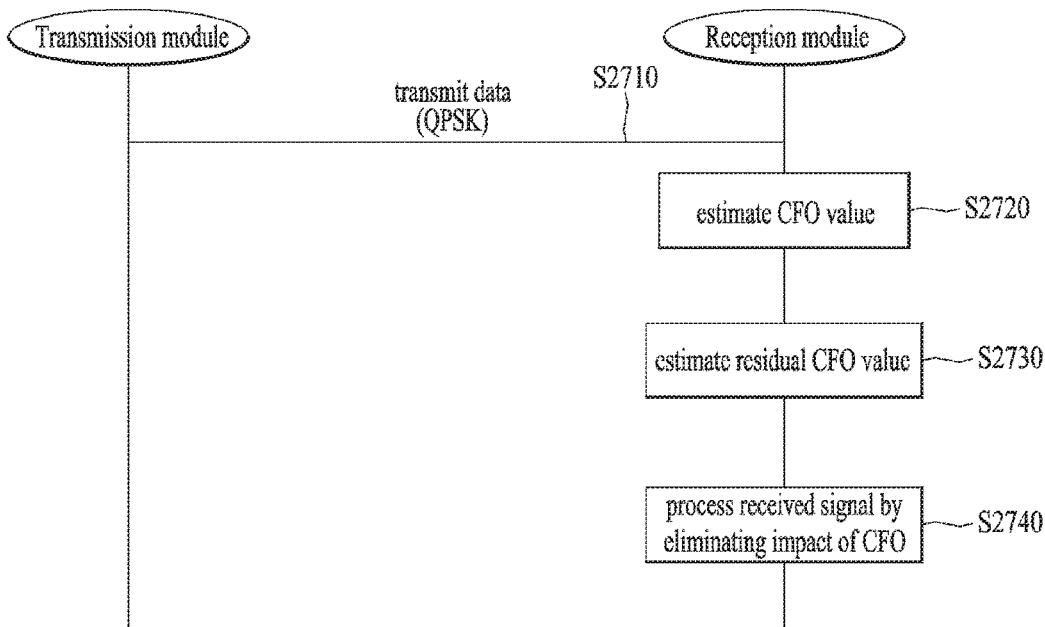 Transmission module
Reception module
S2710
transmit data
(QPSK)
estimate CFO value
S2720
estimate residual CFO value
S2730
process received signal by
eliminating impact of CFO
S2740